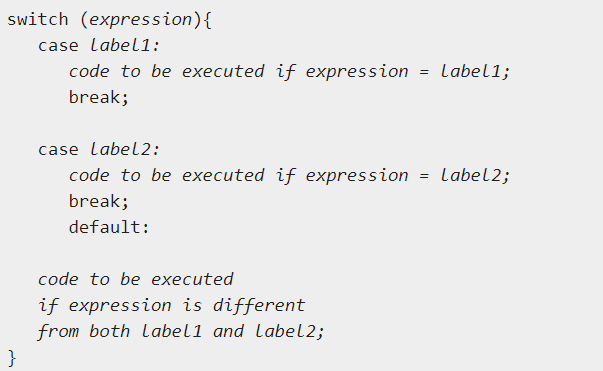 switch (expression){
case label1:
code to be executed if expression = label1;
break;
case label2:
code to be executed if expression = label2;
break;
default:
code to be executed
if expression is different
from both label1 and label2;
}